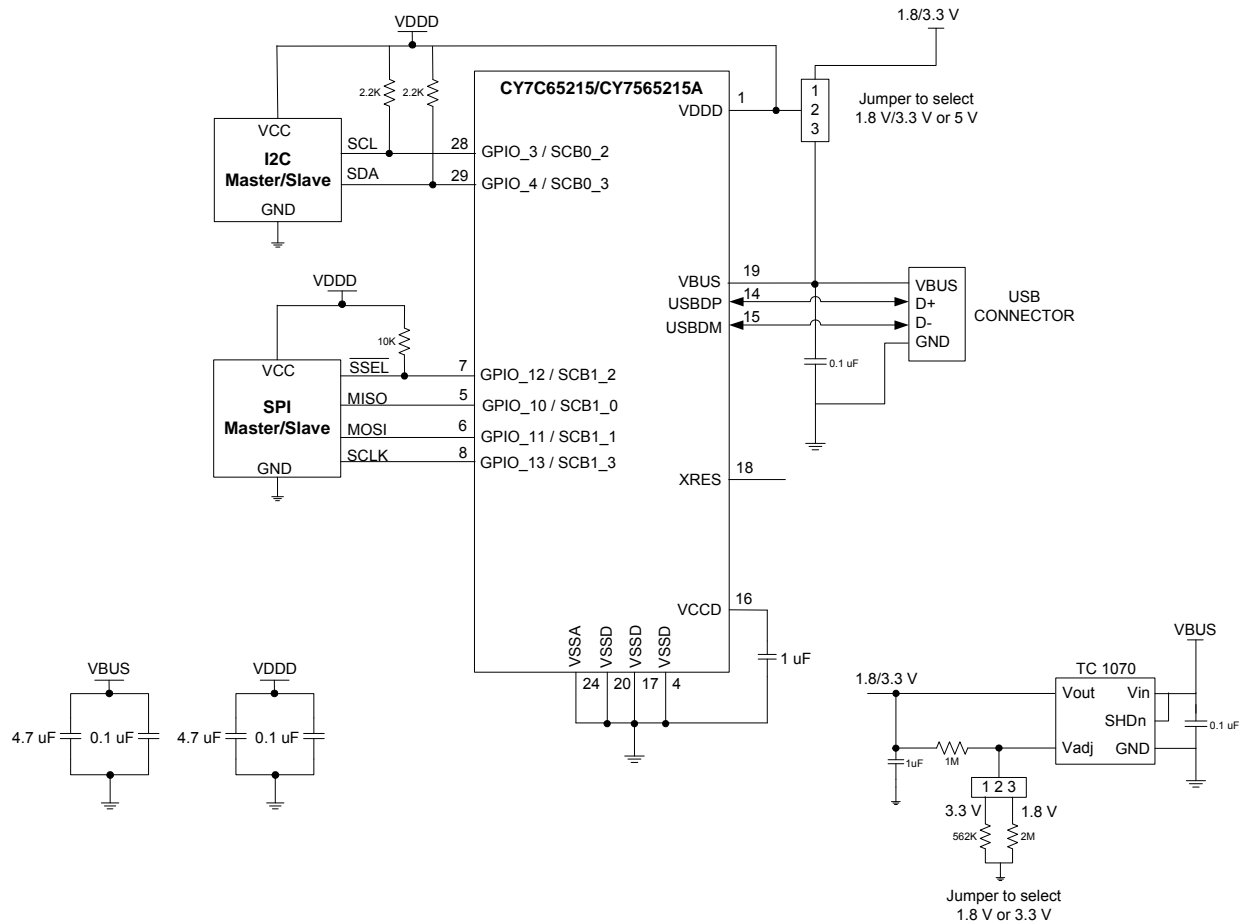 1.8/3.3 V
VDDD
2.2K
2.2K
CY7C65215/CY7565215A
VDDD
1
1
2
3
Jumper to select
1.8 V/3.3 V or 5 V
VCC
I2C
Master/Slave
GND
SCL
SDA
28
29
GPIO_3 / SCB0_2
GPIO_4 / SCB0_3
VDDD
10K
VCC
SPI
Master/Slave
GND
SSEL
MISO
MOSI
SCLK
7
5
6
8
GPIO_12 / SCB1_2
GPIO_10 / SCB1_0
GPIO_11 / SCB1_1
GPIO_13 / SCB1_3
VBUS
USBDP
USBDM
19
14
15
VBUS
D+
D-
GND
USB
CONNECTOR
0.1 uF
XRES
18
VCCD
16
1 uF
VSSA
VSSD
VSSD
VSSD
24
20
17
4
VBUS
4.7 uF
0.1 uF
VDDD
4.7 uF
0.1 uF
VBUS
TC 1070
1.8/3.3 V
Vout
Vin
SHDn
Vadj
GND
0.1 uF
1uF
1M
1 2 3
3.3 V
1.8 V
562K
2M
Jumper to select
1.8 V or 3.3 V